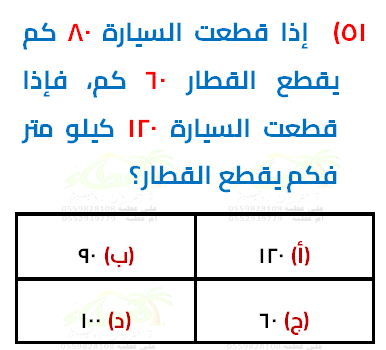 ٥١) إذا قطعت السيارة ٨٠ كم
يقطع القطار ٦٠ كم، فإذا
قطعت السيارة ١٢٠ كيلو متر
فكم يقطع القطار؟
(أ) ١٢٠
(ب) ٩٠
(ج) ٦٠
(د) ١٠٠